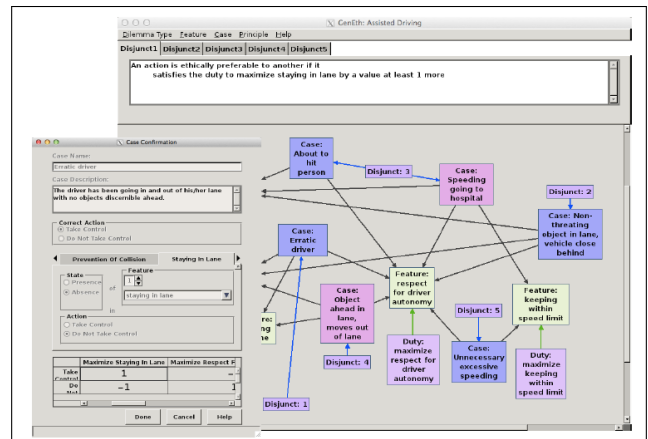 GenEth: Assisted Driving
Dilemma Type Feature Case Principle Help
Disjunct1 Disjunct2 Disjunct3 Disjunct4 Disjunct5
An action is ethically preferable to another if it
satisfies the duty to maximize staying in lane by a value at least 1 more
Case Confirmation
Case Name:
Erratic driver
Case Description:
The driver has been going in and out of his/her lane
with no objects discernible ahead.
Correct Action
Take Control
Do Not Take Control
Prevention Of Collision Staying In Lane
State
Presence
Absence
of
Feature
1
staying in lane
in
Action
Take Control
Do Not Take Control
Maximize Staying In Lane Maximize Respect F
Take
Control
1
Do
Not
-1
1
Done Cancel Help
Case:
About to
hit
person
Disjunct: 3
Case:
Speeding
going to
hospital
Disjunct: 2
Case: Non-
threating
object in lane,
vehicle close
behind
Case:
Erratic
driver
Feature:
respect
for driver
autonomy
Feature:
keeping
within
speed limit
Case:
Object
ahead in
lane,
moves out
of lane
Disjunct: 5
Duty:
maximize
respect for
driver
autonomy
Case:
Unnecessary
excessive
speeding
Duty:
maximize
keeping
within
speed limit
Disjunct: 4
Disjunct: 1